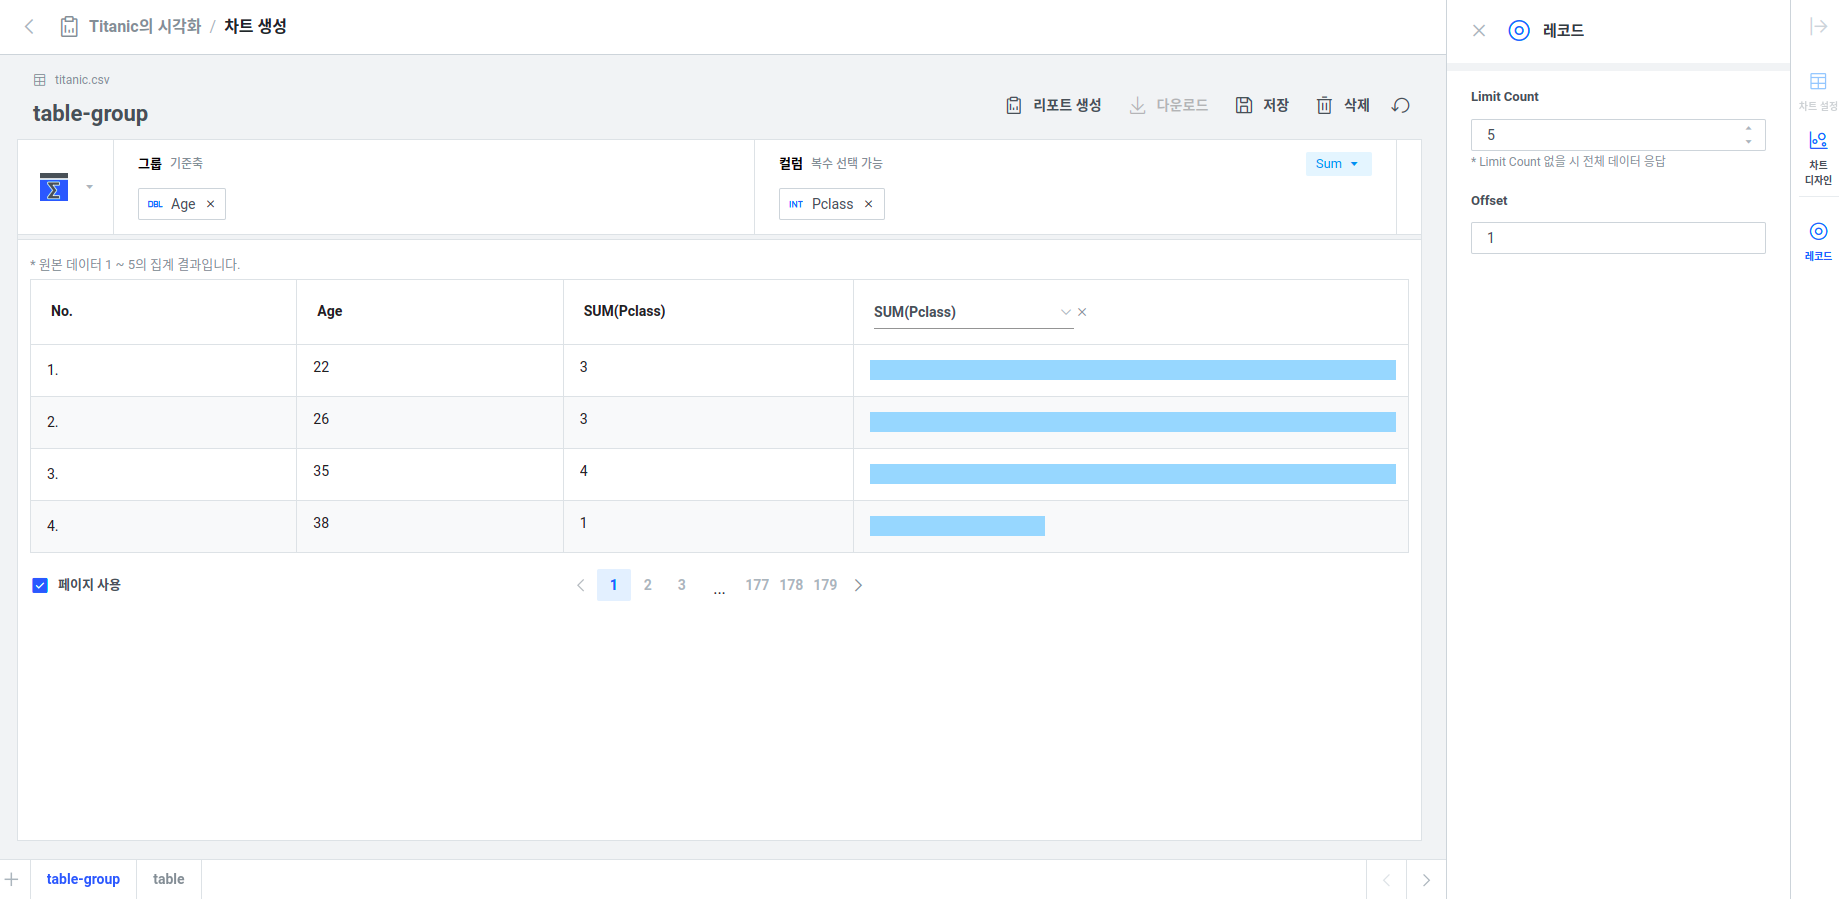 Titanic의 시각화 / 차트 생성
titanic.csv
table-group
리포트 생성 다운로드 저장 삭제
그룹 기준축
DBL Age ×
컬럼 복수 선택 가능 Sum
INT Pclass ×
* 원본 데이터 1 ~ 5의 집계 결과입니다.
No. Age SUM(Pclass) SUM(Pclass) ×
1. 22 3
2. 26 3
3. 35 4
4. 38 1
페이지 사용
1 2 3 ... 177 178 179
table-group table
레코드
Limit Count
5
* Limit Count 없을 시 전체 데이터 응답
Offset
1
차트 설정
차트
디자인
레코드